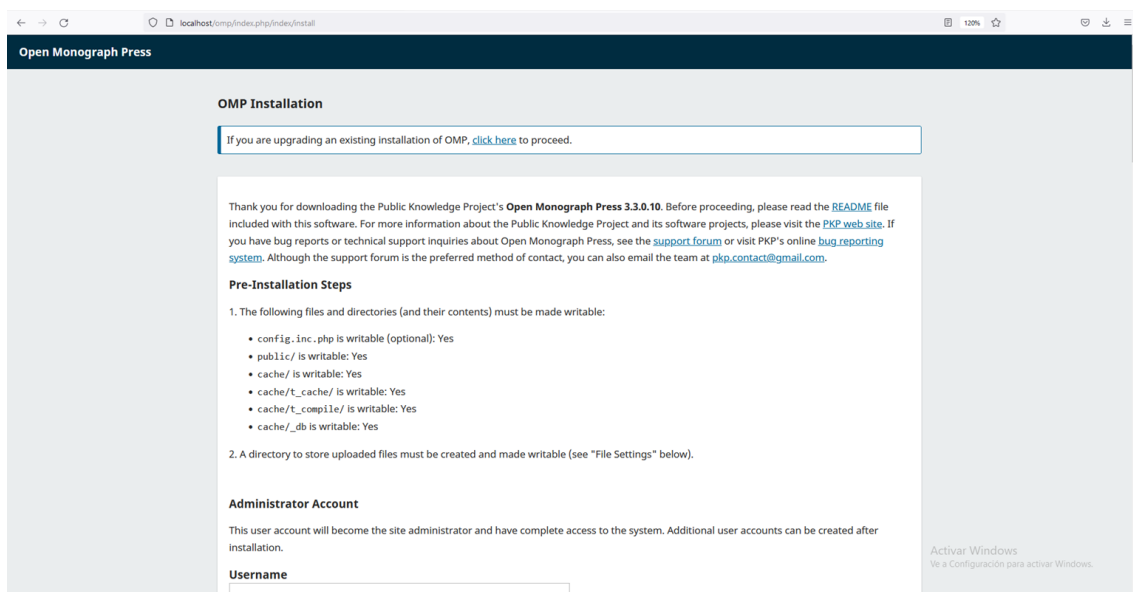 localhost/omp/index.php/index/install
120%
Open Monograph Press
OMP Installation
If you are upgrading an existing installation of OMP, click here to proceed.
Thank you for downloading the Public Knowledge Project's Open Monograph Press 3.3.0.10. Before proceeding, please read the README file
included with this software. For more information about the Public Knowledge Project and its software projects, please visit the PKP web site. If
you have bug reports or technical support inquiries about Open Monograph Press, see the support forum or visit PKP's online bug reporting
system. Although the support forum is the preferred method of contact, you can also email the team at pkp.contact@gmail.com.
Pre-Installation Steps
1. The following files and directories (and their contents) must be made writable:
• config.inc.php is writable (optional): Yes
• public/ is writable: Yes
• cache/ is writable: Yes
• cache/t_cache/ is writable: Yes
• cache/t_compile/ is writable: Yes
• cache/_db is writable: Yes
2. A directory to store uploaded files must be created and made writable (see "File Settings" below).
Administrator Account
This user account will become the site administrator and have complete access to the system. Additional user accounts can be created after
installation.
Username
Activar Windows
Ve a Configuración para activar Windows.